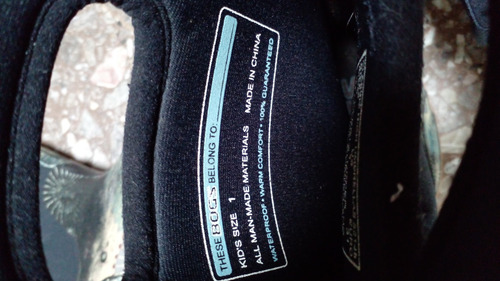 THESE BOGS BELONG TO:
KID'S SIZE 1
ALL MAN-MADE MATERIALS MADE IN CHINA
WATERPROOF • WARM COMFORT • 100% GUARANTEED